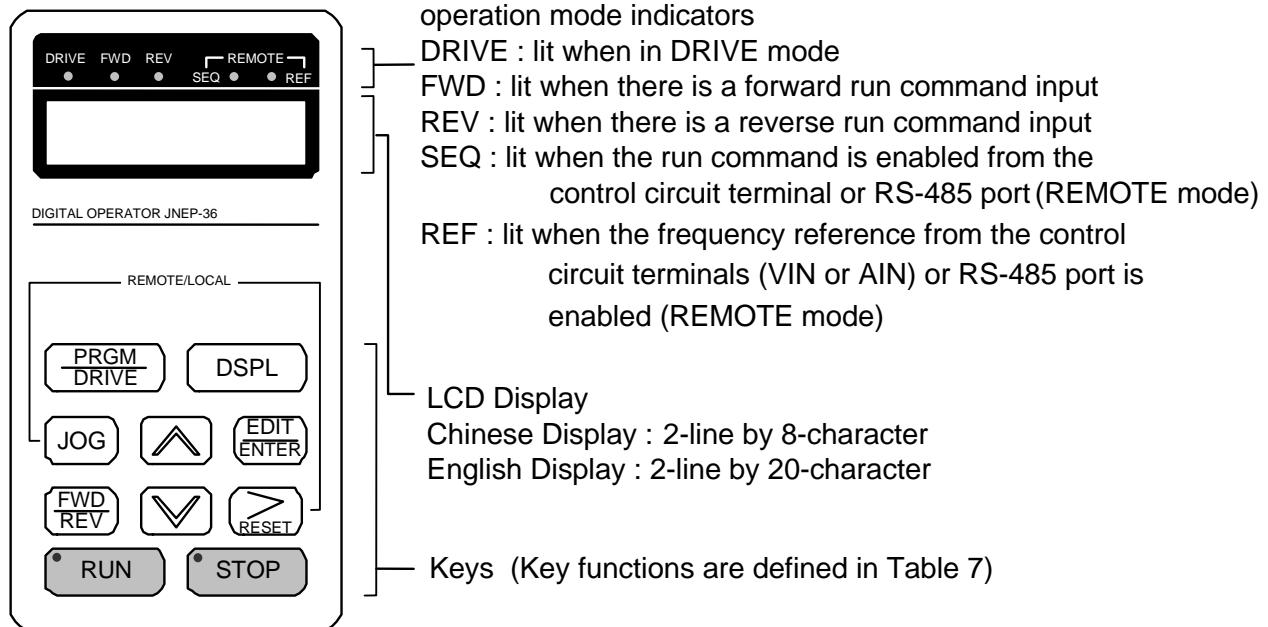 DRIVE FWD REV REMOTE
SEQ REF
DIGITAL OPERATOR JNEP-36
REMOTE/LOCAL
PRGM
DRIVE
DSPL
JOG
EDIT
ENTER
FWD
REV
RESET
RUN
STOP
operation mode indicators
DRIVE : lit when in DRIVE mode
FWD : lit when there is a forward run command input
REV : lit when there is a reverse run command input
SEQ : lit when the run command is enabled from the
control circuit terminal or RS-485 port (REMOTE mode)
REF : lit when the frequency reference from the control
circuit terminals (VIN or AIN) or RS-485 port is
enabled (REMOTE mode)
LCD Display
Chinese Display : 2-line by 8-character
English Display : 2-line by 20-character
Keys (Key functions are defined in Table 7)